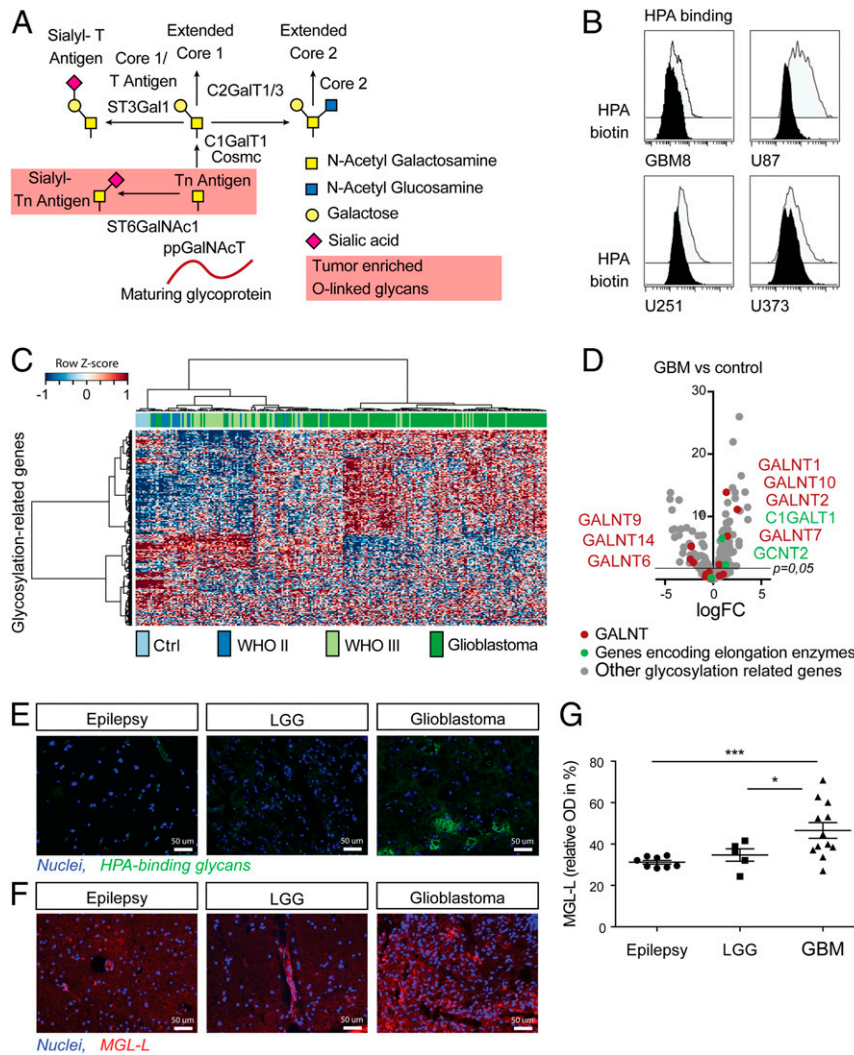 A
Sialyl- T
Antigen
Core 1/
T Antigen
Extended
Core 1
Extended
Core 2
C2GalT1/3
Core 2
ST3Gal1
C1GalT1
Cosmc
Sialyl-
Tn Antigen
Tn Antigen
ST6GalNAc1
ppGalNAcT
Maturing glycoprotein
N-Acetyl Galactosamine
N-Acetyl Glucosamine
Galactose
Sialic acid
Tumor enriched
O-linked glycans
B
HPA binding
HPA
biotin
GBM8
U87
HPA
biotin
U251
U373
C
Row Z-score
-1 0 1
Glycosylation-related genes
Ctrl
WHO II
WHO III
Glioblastoma
D
GBM vs control
30
20
10
GALNT1
GALNT10
GALNT2
C1GALT1
GALNT7
GCNT2
GALNT9
GALNT14
GALNT6
p=0,05
-5 0 5
logFC
GALNT
Genes encoding elongation enzymes
Other glycosylation related genes
E
Epilepsy
LGG
Glioblastoma
50 um
50 um
50 um
Nuclei, HPA-binding glycans
F
Epilepsy
LGG
Glioblastoma
50 um
50 um
50 um
Nuclei, MGL-L
G
MGL-L (relative OD in %)
80
60
40
20
0
***
*
Epilepsy
LGG
GBM